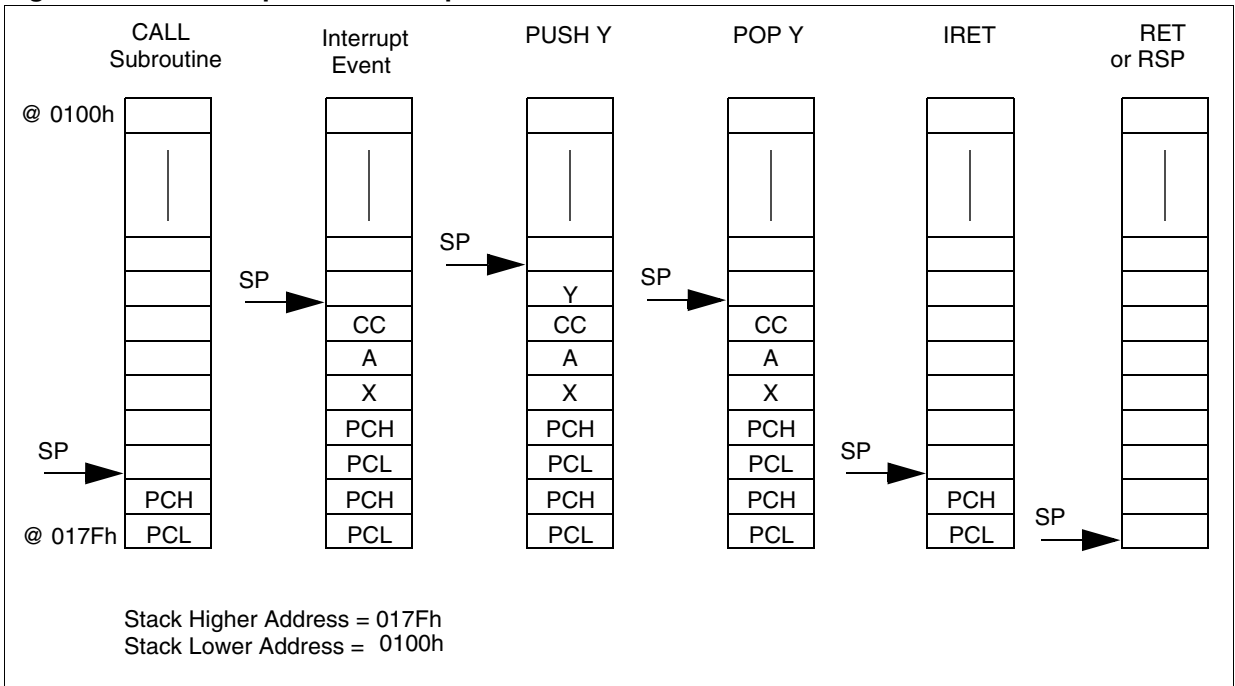 CALL
Subroutine
Interrupt
Event
PUSH Y
POP Y
IRET
RET
or RSP
@ 0100h
SP
SP
SP
Y
CC
CC
CC
A
A
A
X
X
X
PCH
PCH
PCH
SP
SP
PCL
PCL
PCL
PCH
PCH
PCH
PCH
PCH
SP
@ 017Fh
PCL
PCL
PCL
PCL
PCL
Stack Higher Address = 017Fh
Stack Lower Address = 0100h